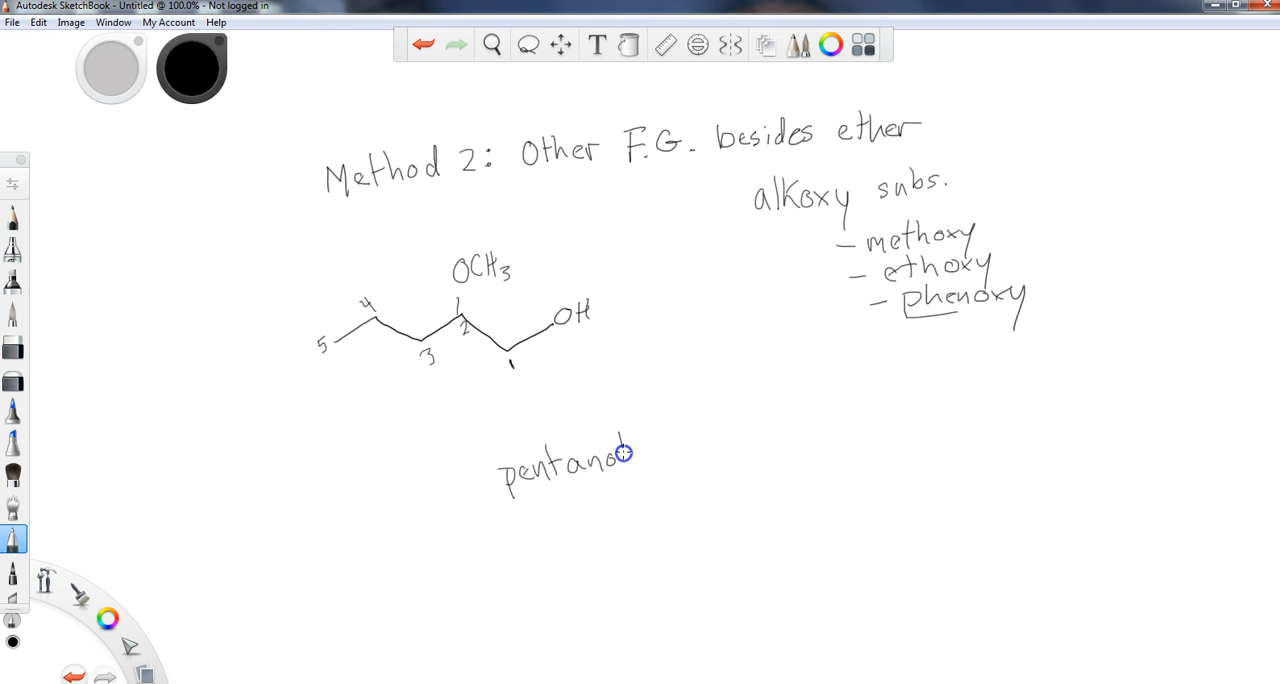 Autodesk SketchBook - Untitled @ 100.0% - Not logged in
File Edit Image Window My Account Help
Method 2: Other F.G. besides ether
alkoxy subs.
- methoxy
- ethoxy
- phenoxy
OCH3
OH
4
2
5
3
1
pentanol